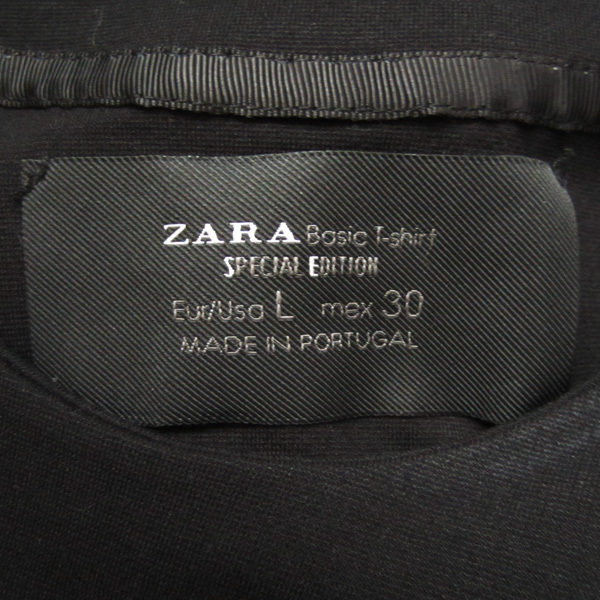 ZARA Basic T-shirt
SPECIAL EDITION
Eur/Usa L mex 30
MADE IN PORTUGAL